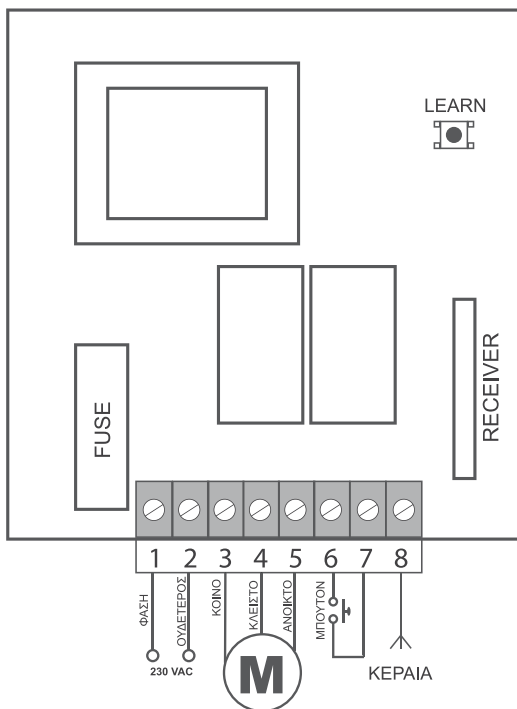 LEARN
FUSE
RECEIVER
1 2 3 4 5 6 7 8
ΦΑΣΗ
ΟΥΔΕΤΕΡΟΣ
ΚΟΙΝΟ
ΚΛΕΙΣΤΟ
ΑΝΟΙΚΤΟ
ΜΠΟΥΤΟΝ
230 VAC
M
ΚΕΡΑΙΑ